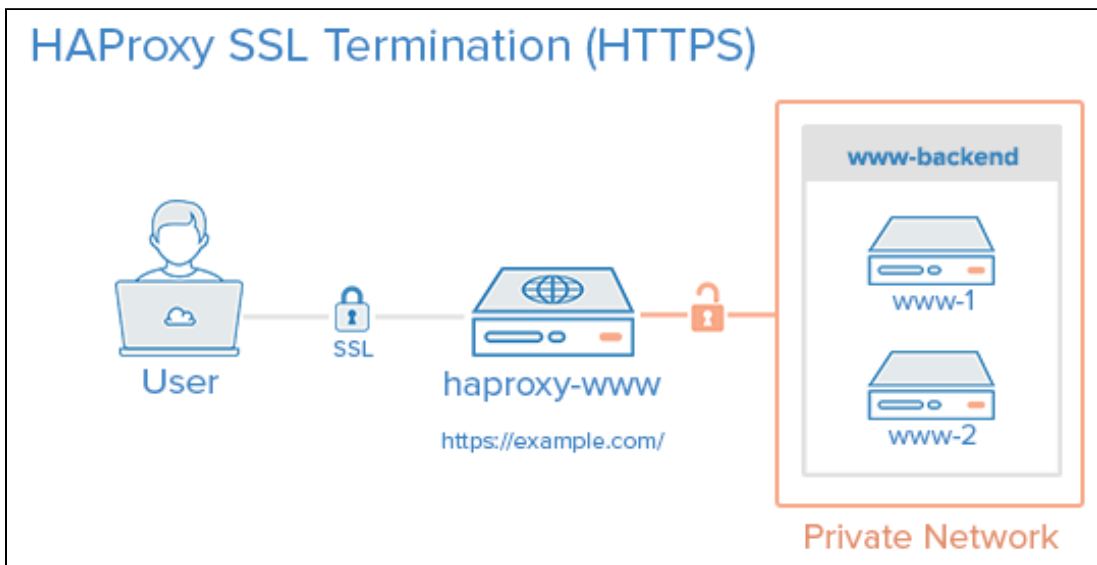 HAProxy SSL Termination (HTTPS)
www-backend
www-1
SSL
User
haproxy-www
www-2
https://example.com/
Private Network